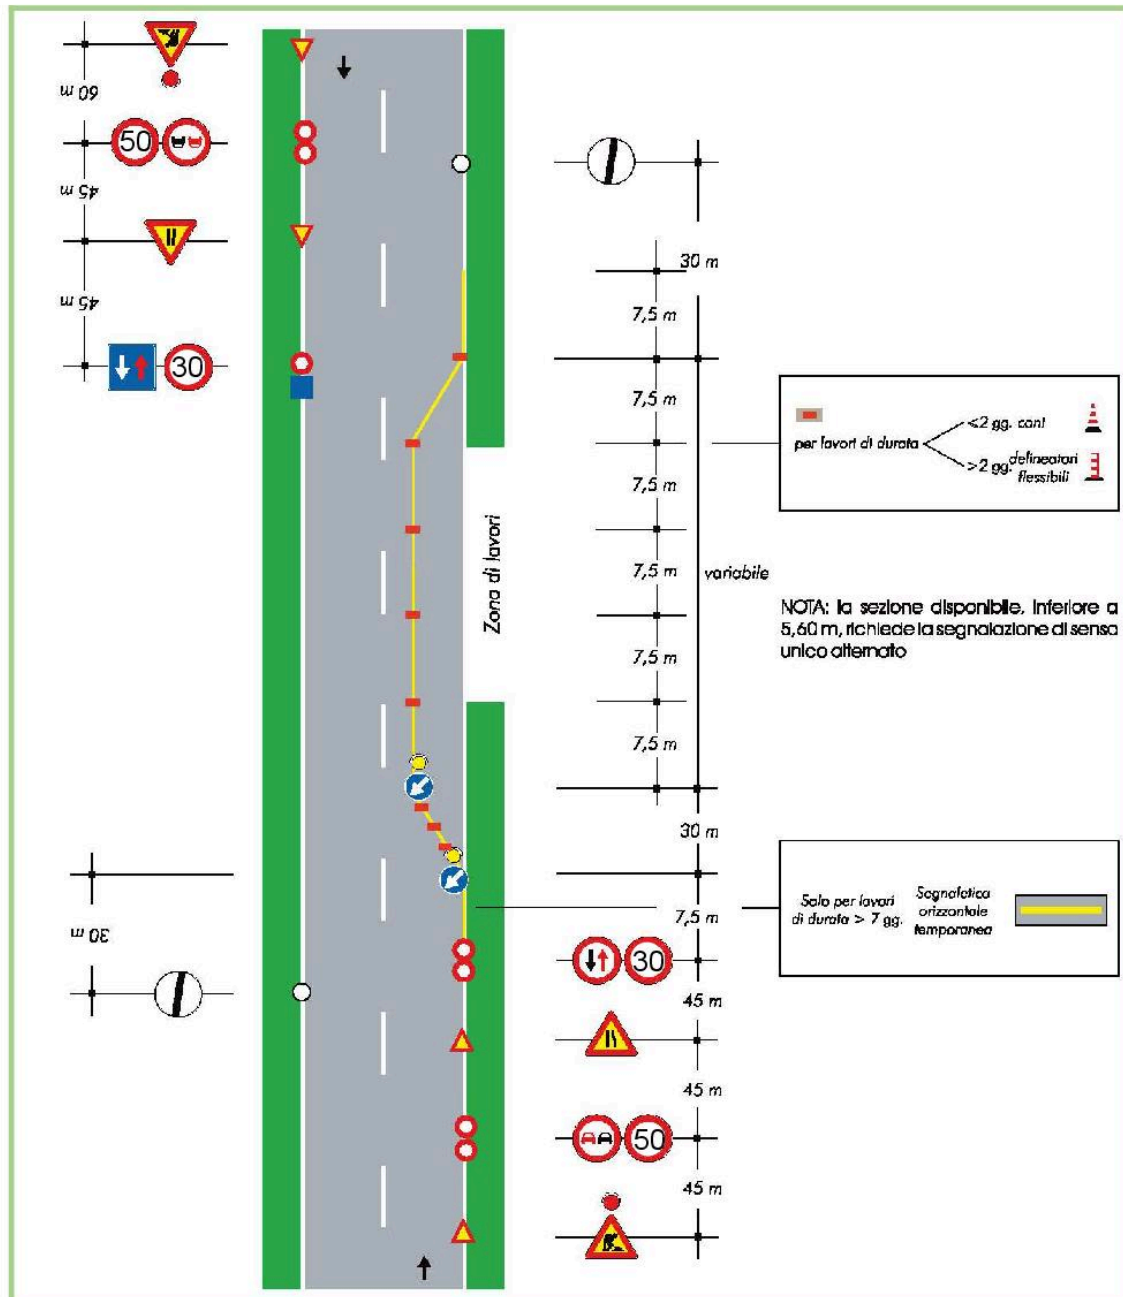 60 m
50
45 m
45 m
30
30 m
7,5 m
7,5 m
7,5 m
7,5 m
7,5 m
7,5 m
variabile
30 m
7,5 m
30
45 m
45 m
50
45 m
30 m
Zona di lavori
per lavori di durata
<2 gg. coni
>2 gg. delineatori
flessibili
NOTA: la sezione disponibile, inferiore a
5,60 m, richiede la segnalazione di senso
unico alternato
Solo per lavori
di durata > 7 gg.
Segnaletica
orizzontale
temporanea